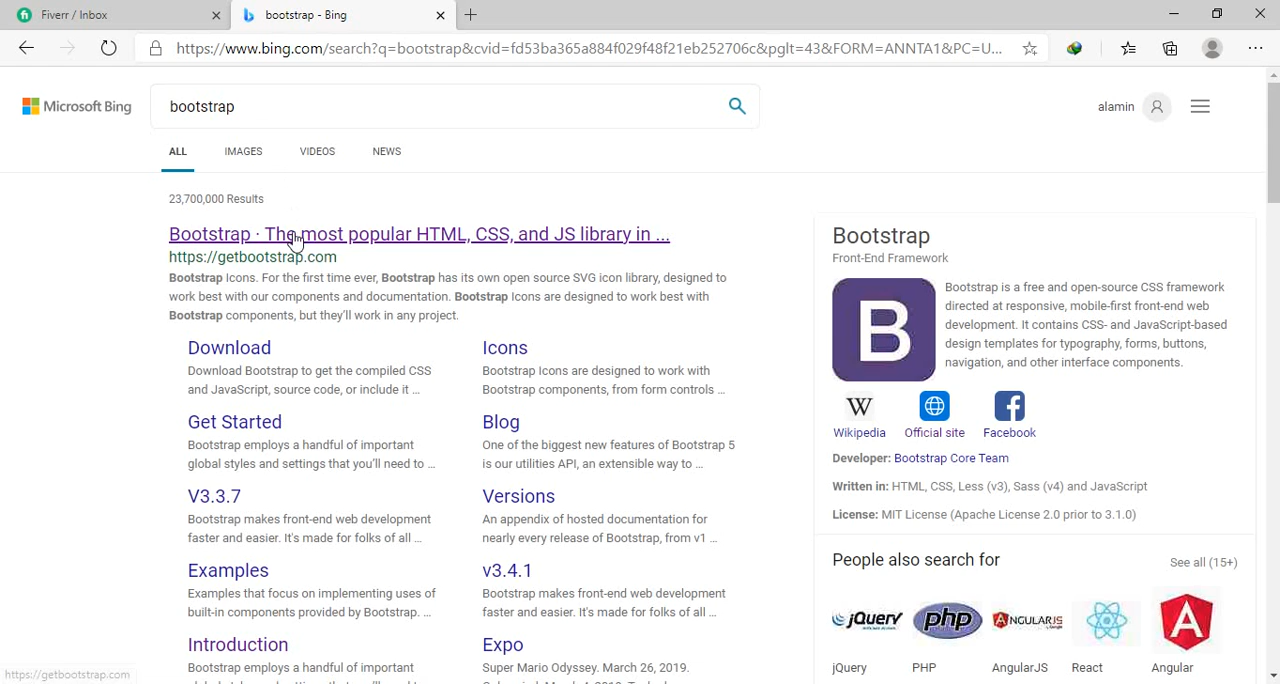 Fiverr / Inbox
bootstrap - Bing
https://www.bing.com/search?q=bootstrap&cvid=fd53ba365a884f029f48f21eb252706c&pglt=43&FORM=ANNTA1&PC=U...
Microsoft Bing
bootstrap
alamin
ALL
IMAGES
VIDEOS
NEWS
23,700,000 Results
Bootstrap · The most popular HTML, CSS, and JS library in ...
https://getbootstrap.com
Bootstrap Icons. For the first time ever, Bootstrap has its own open source SVG icon library, designed to
work best with our components and documentation. Bootstrap Icons are designed to work best with
Bootstrap components, but they'll work in any project.
Download
Download Bootstrap to get the compiled CSS
and JavaScript, source code, or include it ...
Icons
Bootstrap Icons are designed to work with
Bootstrap components, from form controls ...
Get Started
Bootstrap employs a handful of important
global styles and settings that you'll need to ...
Blog
One of the biggest new features of Bootstrap 5
is our utilities API, an extensible way to ...
V3.3.7
Bootstrap makes front-end web development
faster and easier. It's made for folks of all ...
Versions
An appendix of hosted documentation for
nearly every release of Bootstrap, from v1 ...
Examples
Examples that focus on implementing uses of
built-in components provided by Bootstrap. ...
v3.4.1
Bootstrap makes front-end web development
faster and easier. It's made for folks of all ...
Introduction
Bootstrap employs a handful of important
Expo
Super Mario Odyssey. March 26, 2019.
https://getbootstrap.com
Bootstrap
Front-End Framework
B
Bootstrap is a free and open-source CSS framework
directed at responsive, mobile-first front-end web
development. It contains CSS- and JavaScript-based
design templates for typography, forms, buttons,
navigation, and other interface components.
W
Wikipedia
Official site
Facebook
Developer: Bootstrap Core Team
Written in: HTML, CSS, Less (v3), Sass (v4) and JavaScript
License: MIT License (Apache License 2.0 prior to 3.1.0)
People also search for
See all (15+)
jQuery
php
ANGULARJS
A
jQuery
PHP
AngularJS
React
Angular